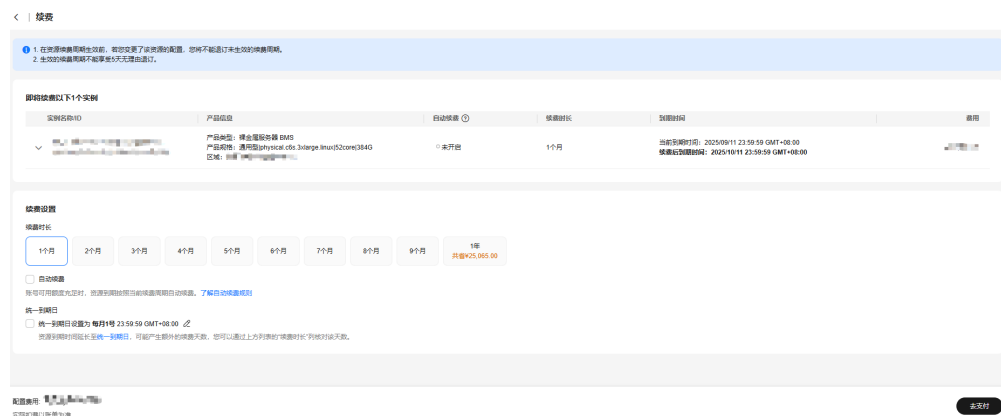 续费
1. 在资源续费周期生效前，若您变更了该资源的配置，您将不能退订未生效的续费周期。
2. 生效的续费周期不能享受5天无理由退订。
即将续费以下1个实例
实例名称/ID 产品信息 自动续费 续费时长 到期时间 费用
产品类型：裸金属服务器 BMS
产品规格：通用型|physical.c6s.3xlarge.linux|52core|384G
区域：
未开启
1个月
当前到期时间：2025/09/11 23:59:59 GMT+08:00
续费后到期时间：2025/10/11 23:59:59 GMT+08:00
续费设置
续费时长
1个月 2个月 3个月 4个月 5个月 6个月 7个月 8个月 9个月 1年
共省¥25,065.00
自动续费
账号可用额度充足时，资源到期按照当前续费周期自动续费。了解自动续费规则
统一到期日
统一到期日设置为 每月1号 23:59:59 GMT+08:00
资源到期时间延长至统一到期日，可能产生额外的续费天数，您可以通过上方列表的“续费时长”列核对该天数。
配置费用:
去支付
实际扣费以账单为准